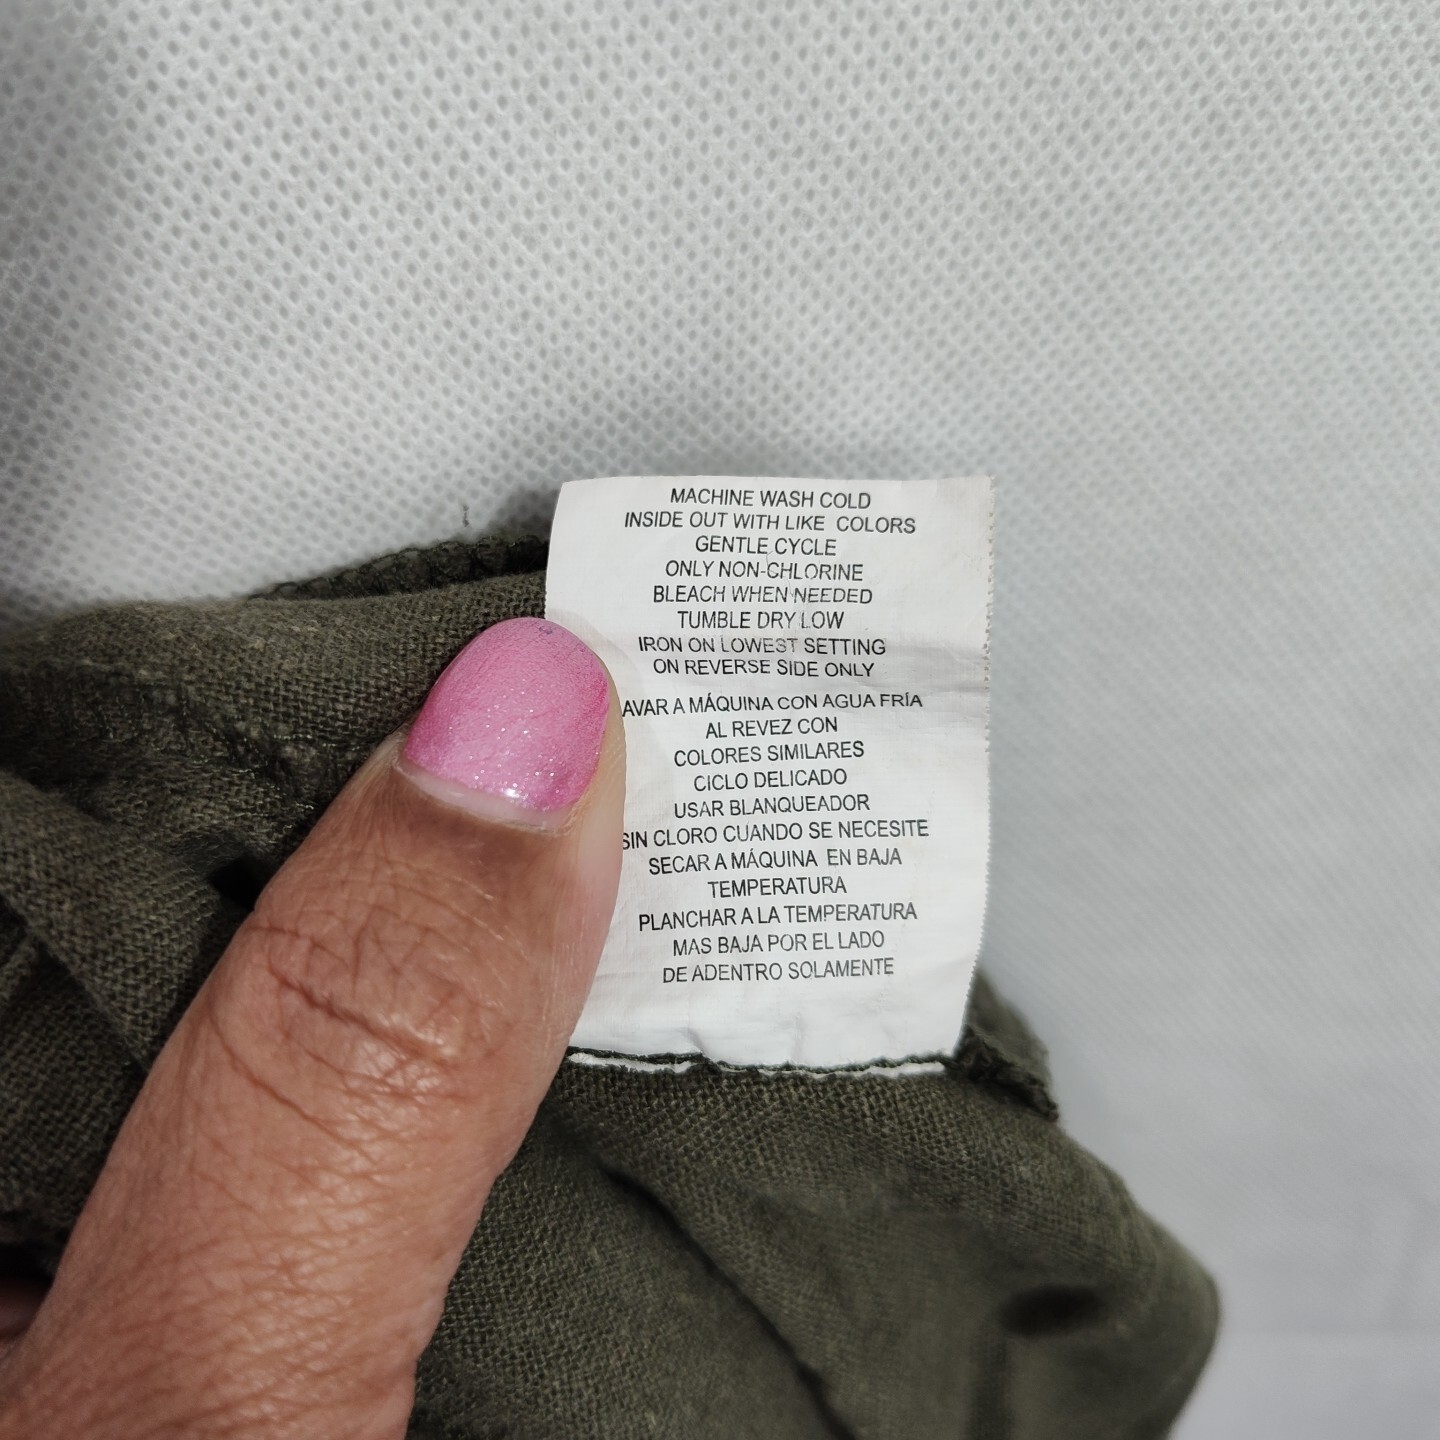 MACHINE WASH COLD
INSIDE OUT WITH LIKE COLORS
GENTLE CYCLE
ONLY NON-CHLORINE
BLEACH WHEN NEEDED
TUMBLE DRY LOW
IRON ON LOWEST SETTING
ON REVERSE SIDE ONLY
AVAR A MÁQUINA CON AGUA FRÍA
AL REVEZ CON
COLORES SIMILARES
CICLO DELICADO
USAR BLANQUEADOR
SIN CLORO CUANDO SE NECESITE
SECAR A MÁQUINA EN BAJA
TEMPERATURA
PLANCHAR A LA TEMPERATURA
MAS BAJA POR EL LADO
DE ADENTRO SOLAMENTE